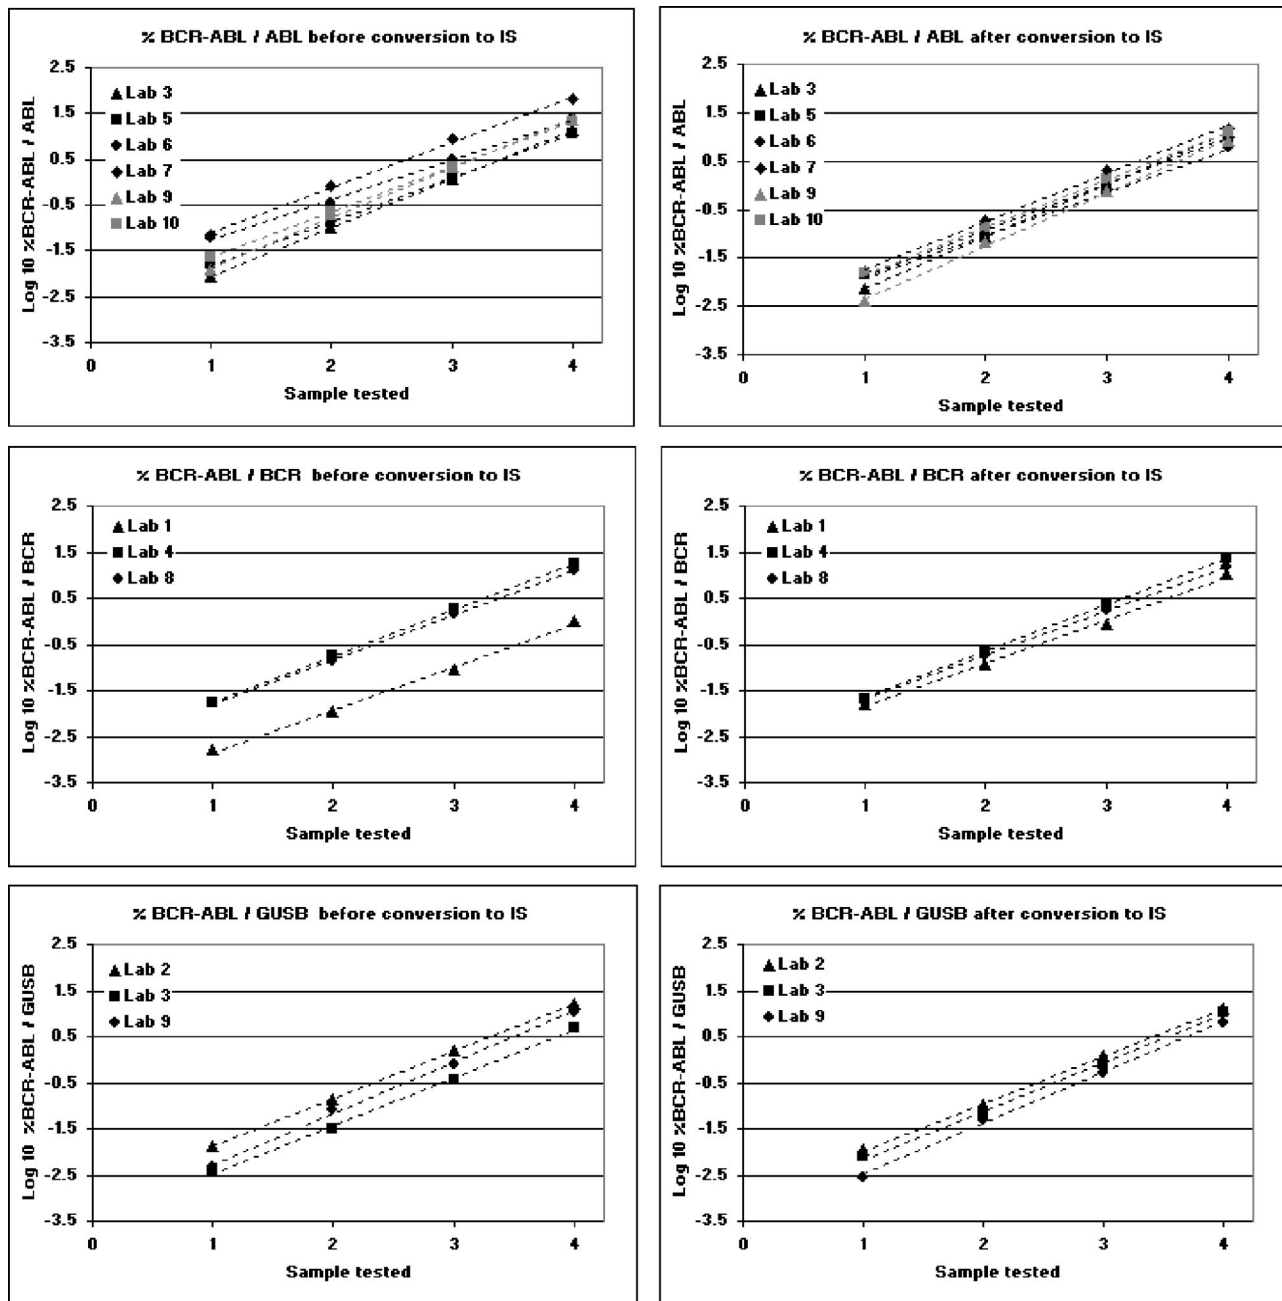 % BCR-ABL / ABL before conversion to IS
Log 10 %BCR-ABL / ABL
2.5
1.5
0.5
-0.5
-1.5
-2.5
-3.5
Lab 3
Lab 5
Lab 6
Lab 7
Lab 9
Lab 10
0 1 2 3 4
Sample tested
% BCR-ABL / ABL after conversion to IS
Log 10 %BCR-ABL / ABL
2.5
1.5
0.5
-0.5
-1.5
-2.5
-3.5
Lab 3
Lab 5
Lab 6
Lab 7
Lab 9
Lab 10
0 1 2 3 4
Sample tested
% BCR-ABL / BCR before conversion to IS
Log 10 %BCR-ABL / BCR
2.5
1.5
0.5
-0.5
-1.5
-2.5
-3.5
Lab 1
Lab 4
Lab 8
0 1 2 3 4
Sample tested
% BCR-ABL / BCR after conversion to IS
Log 10 %BCR-ABL / BCR
2.5
1.5
0.5
-0.5
-1.5
-2.5
-3.5
Lab 1
Lab 4
Lab 8
0 1 2 3 4
Sample tested
% BCR-ABL / GUSB before conversion to IS
Log 10 %BCR-ABL / GUSB
2.5
1.5
0.5
-0.5
-1.5
-2.5
-3.5
Lab 2
Lab 3
Lab 9
0 1 2 3 4
Sample tested
% BCR-ABL / GUSB after conversion to IS
Log 10 %BCR-ABL / GUSB
2.5
1.5
0.5
-0.5
-1.5
-2.5
-3.5
Lab 2
Lab 3
Lab 9
0 1 2 3 4
Sample tested